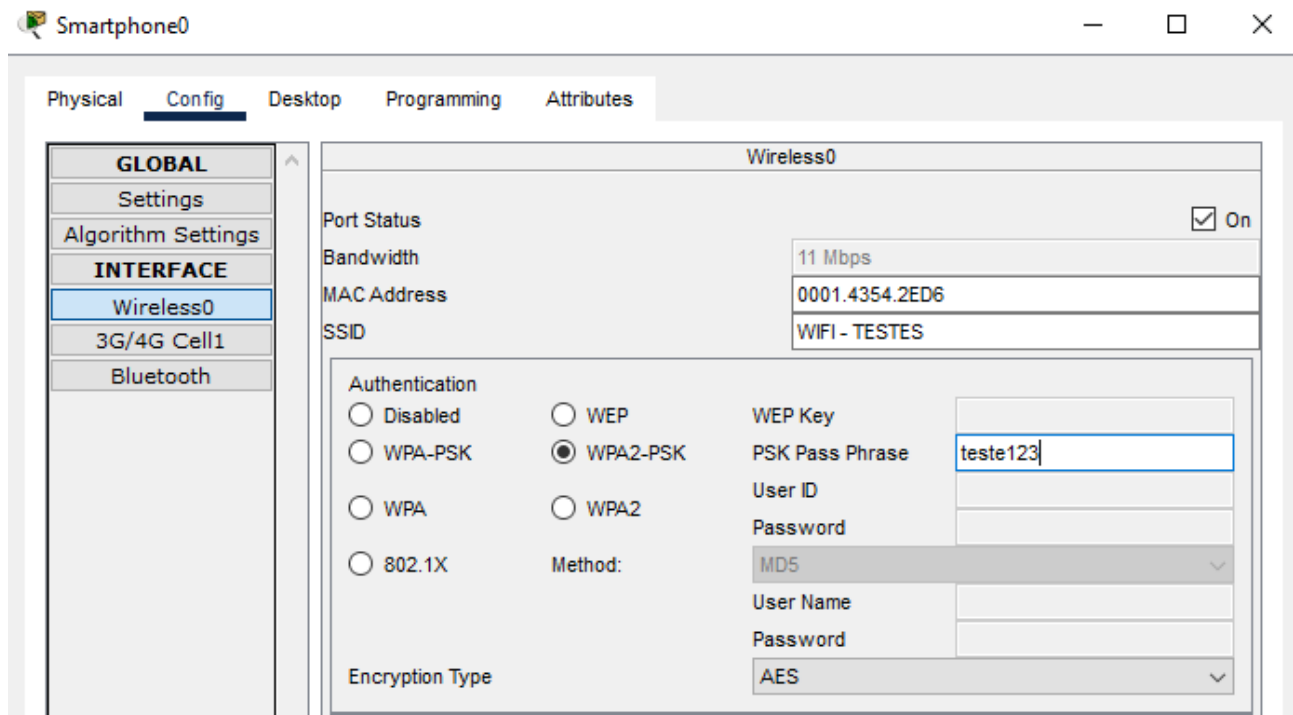 Smartphone0
Physical Config Desktop Programming Attributes
GLOBAL
Settings
Algorithm Settings
INTERFACE
Wireless0
3G/4G Cell1
Bluetooth
Wireless0
Port Status On
Bandwidth 11 Mbps
MAC Address 0001.4354.2ED6
SSID WIFI - TESTES
Authentication
Disabled WEP WEP Key
WPA-PSK WPA2-PSK PSK Pass Phrase teste123
User ID
WPA WPA2
Password
802.1X Method: MD5
User Name
Password
Encryption Type AES